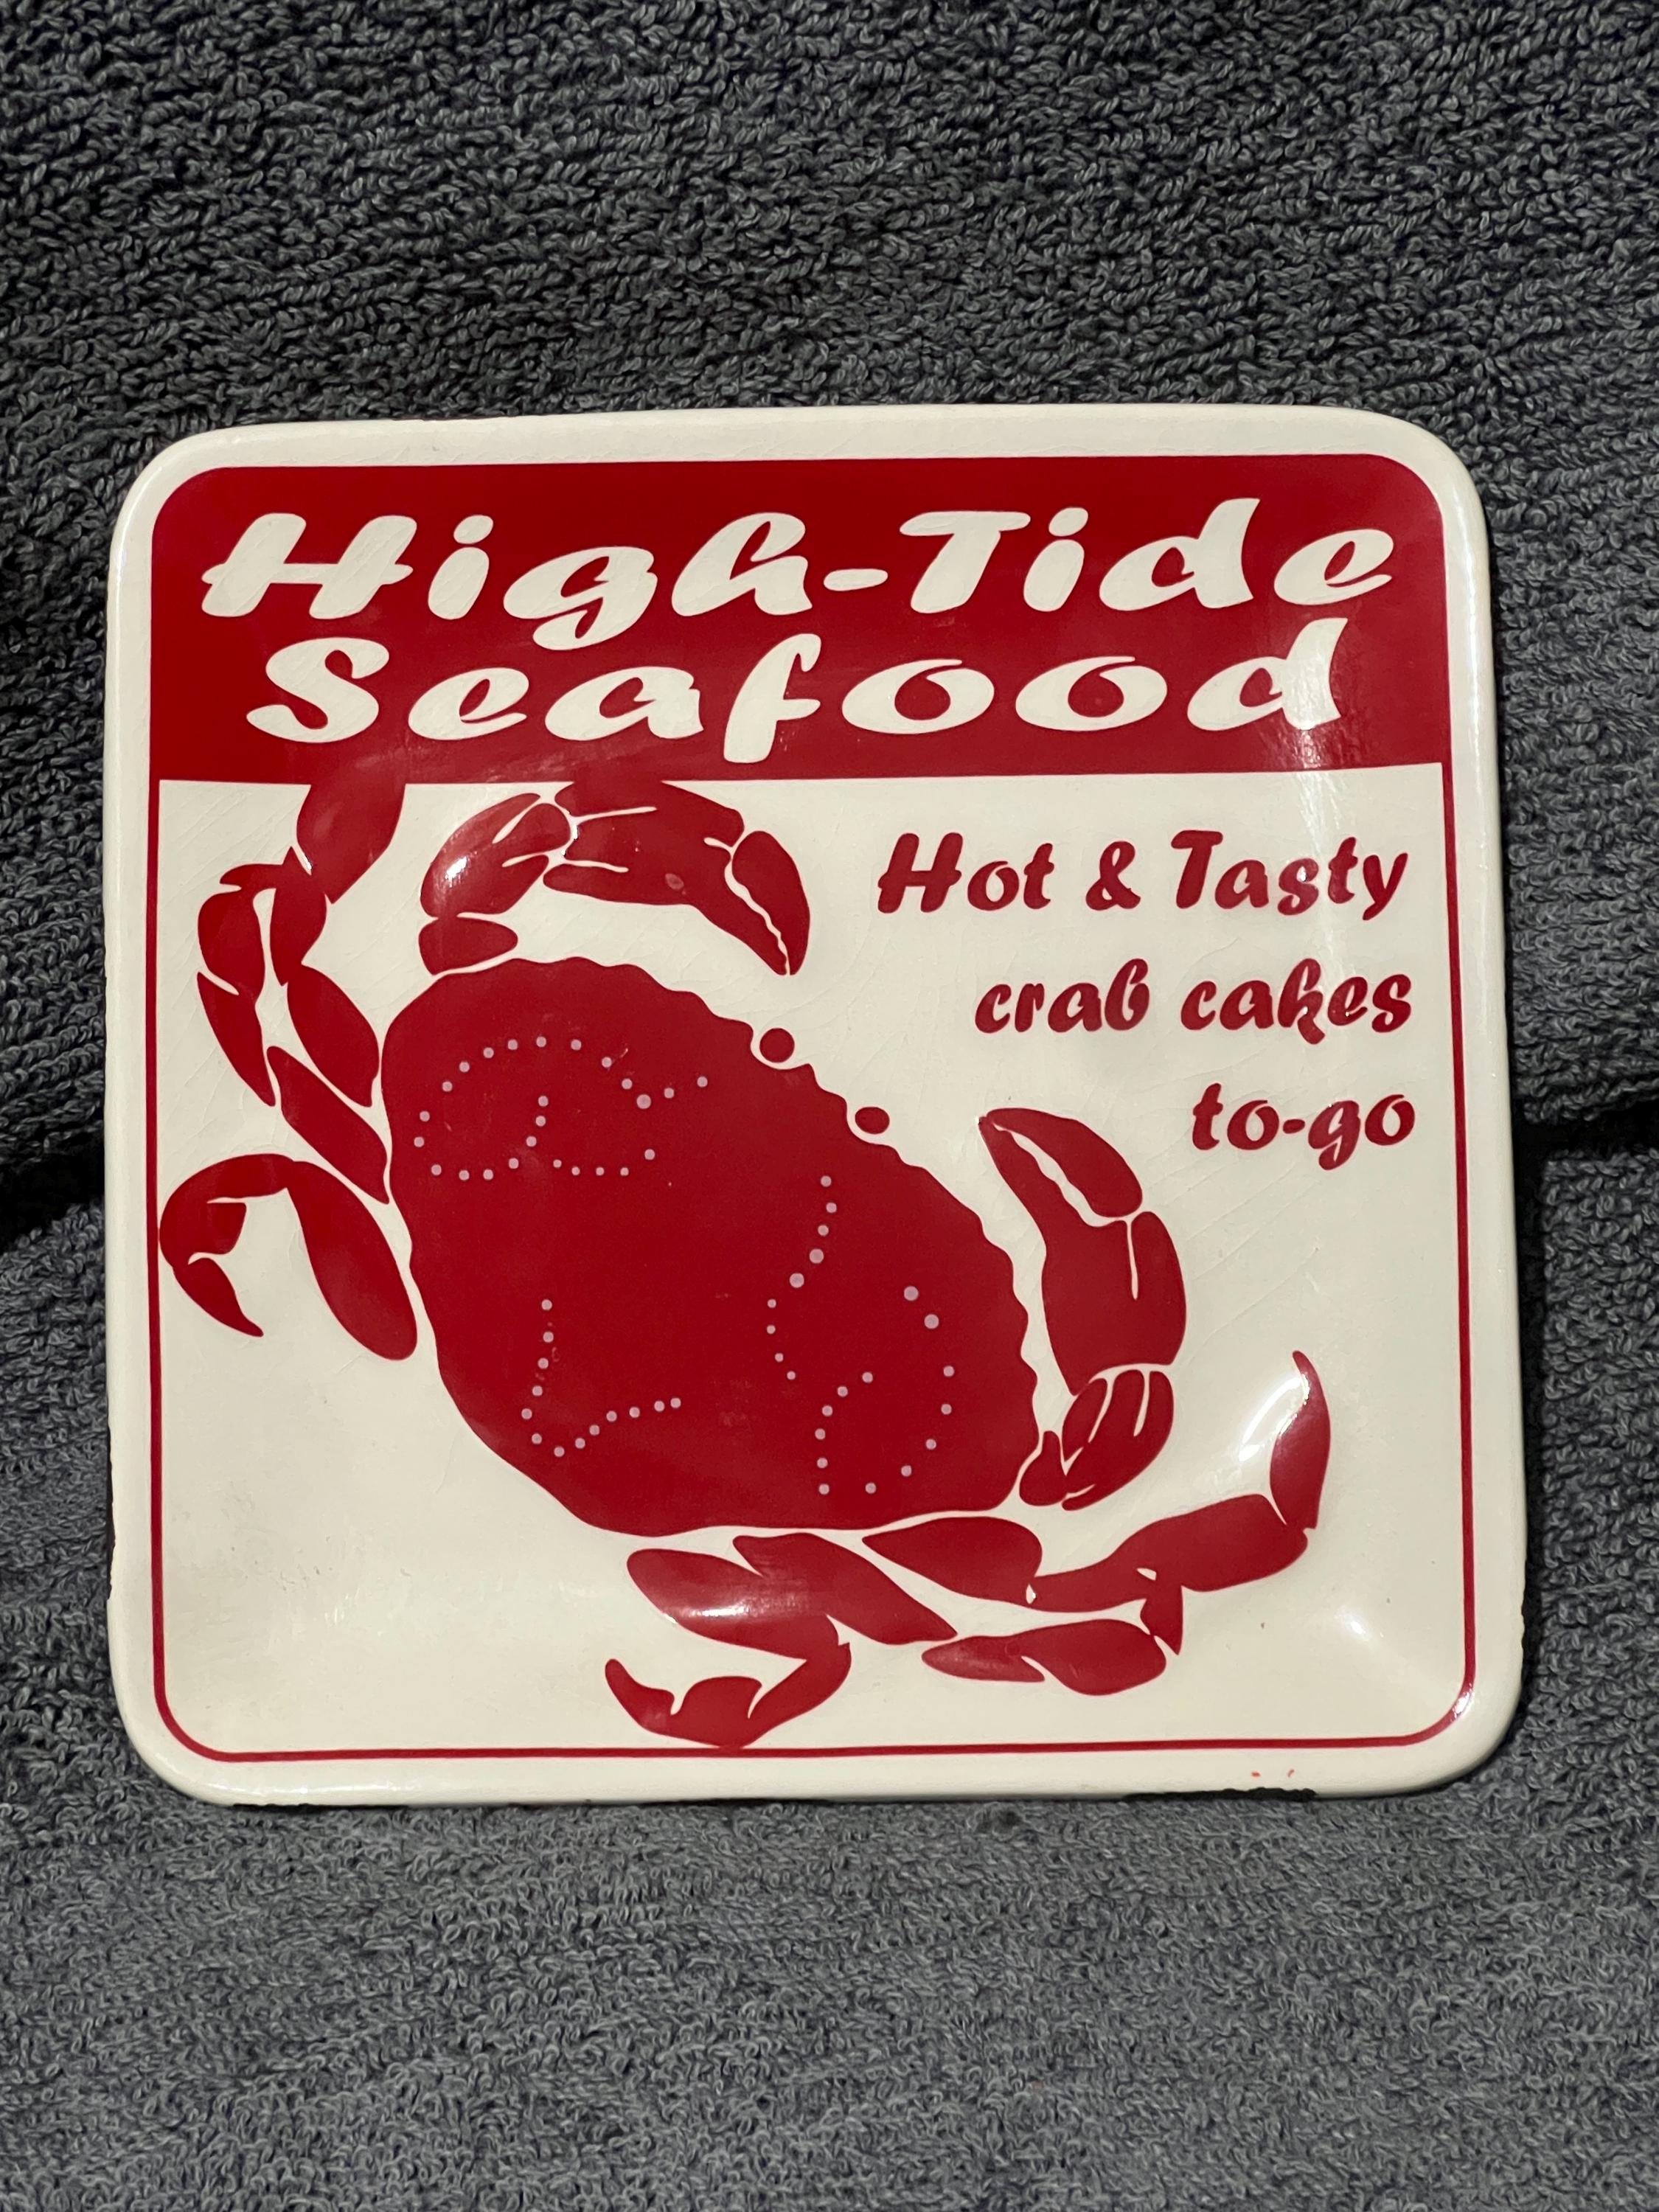 High-Tide
Seafood
Hot & Tasty
crab cakes
to-go